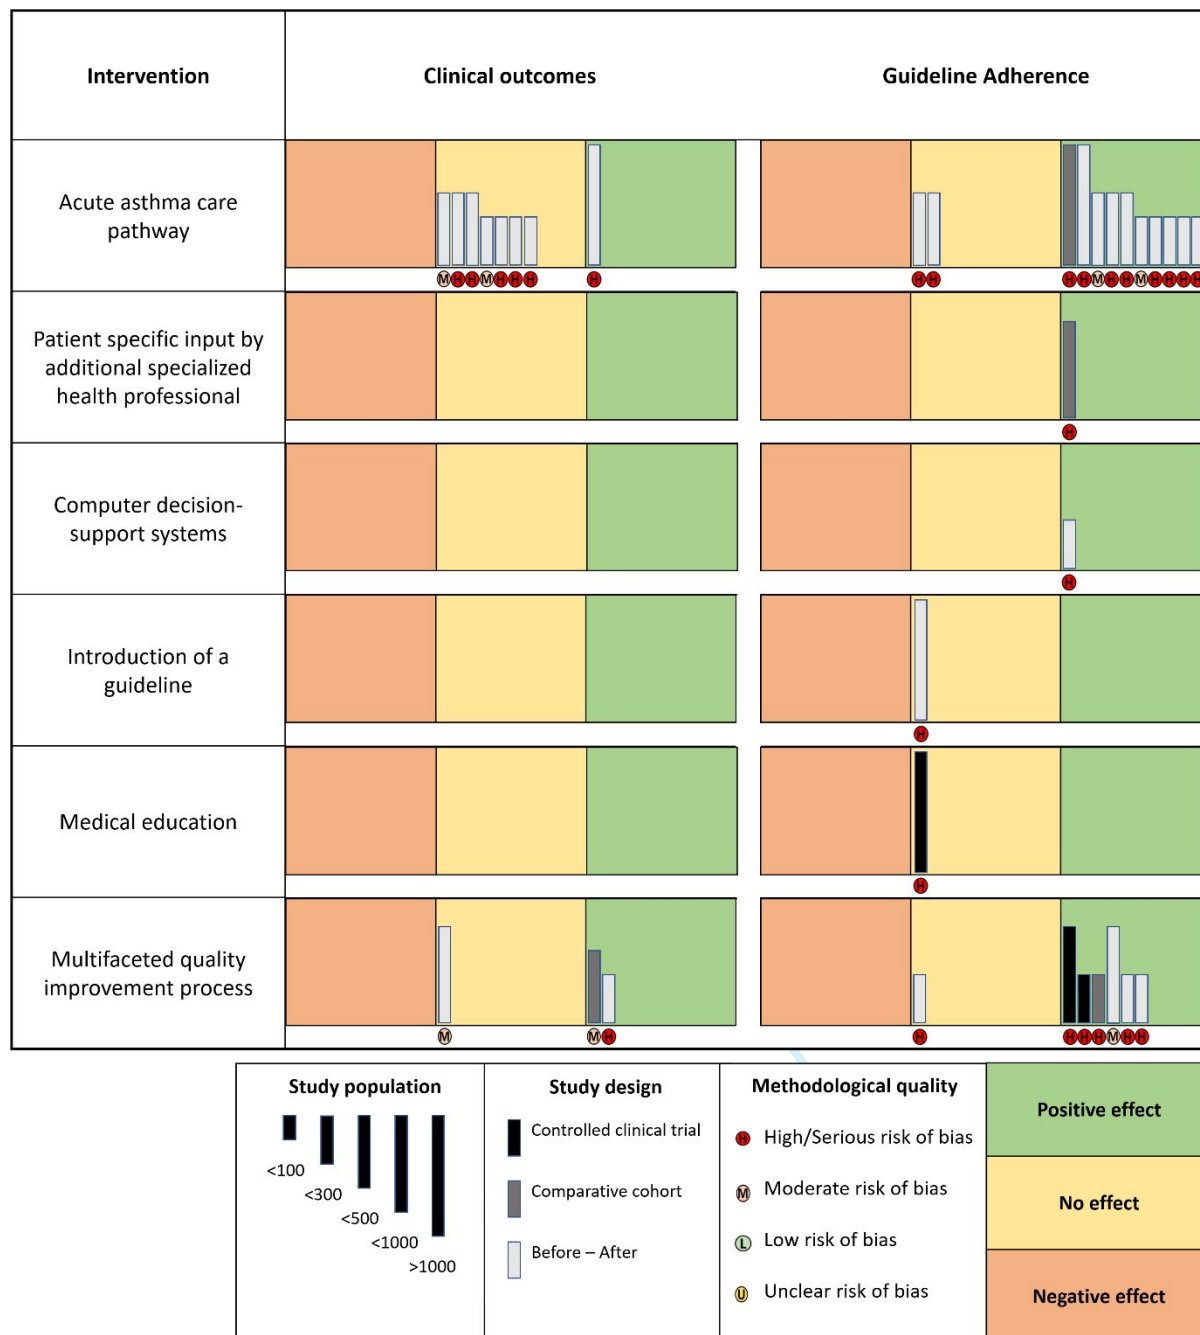 Intervention
Clinical outcomes
Guideline Adherence
Acute asthma care
pathway
M H H M H H H
H
H H
H H M H H M H H H H
Patient specific input by
additional specialized
health professional
H
Computer decision-
support systems
H
Introduction of a
guideline
H
Medical education
H
Multifaceted quality
improvement process
M
M H
H
H H H M H H
Study population
<100
<300
<500
<1000
>1000
Study design
Controlled clinical trial
Comparative cohort
Before – After
Methodological quality
H High/Serious risk of bias
M Moderate risk of bias
L Low risk of bias
U Unclear risk of bias
Positive effect
No effect
Negative effect